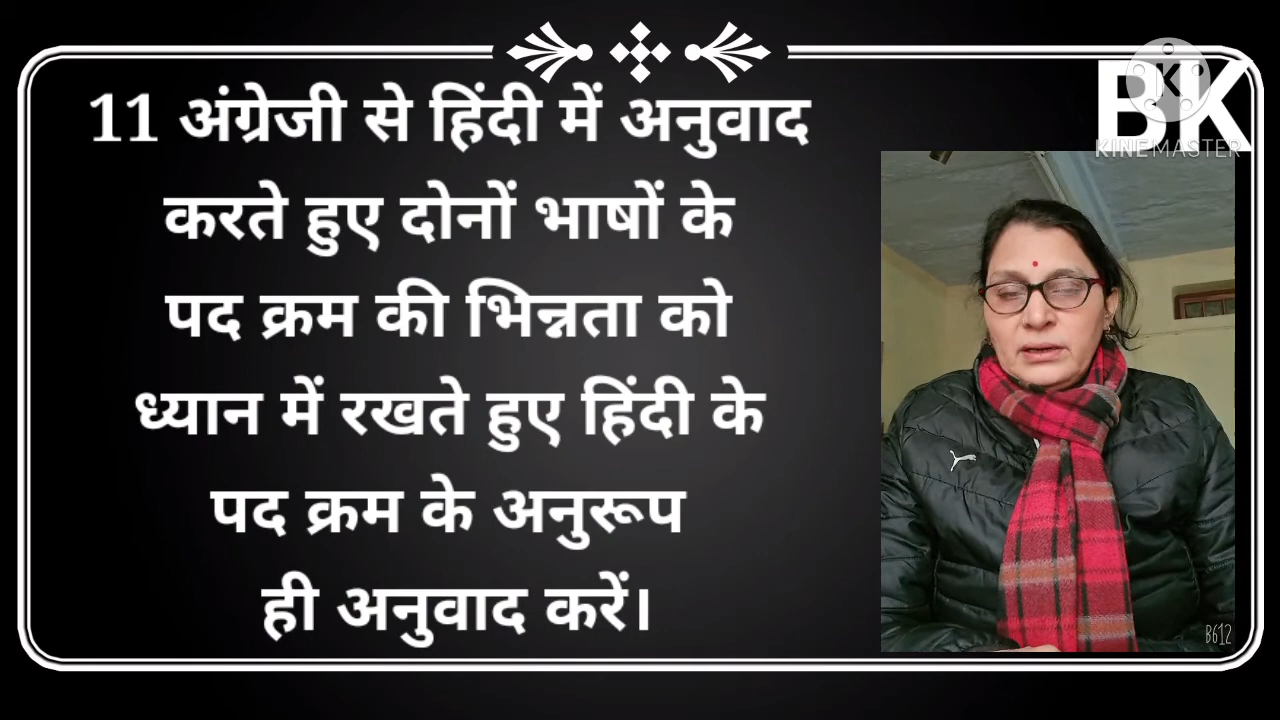 11 अंग्रेजी से हिंदी में अनुवाद
करते हुए दोनों भाषों के
पद क्रम की भिन्नता को
ध्यान में रखते हुए हिंदी के
पद क्रम के अनुरूप
ही अनुवाद करें।
BK
K
KINEMASTER
B612